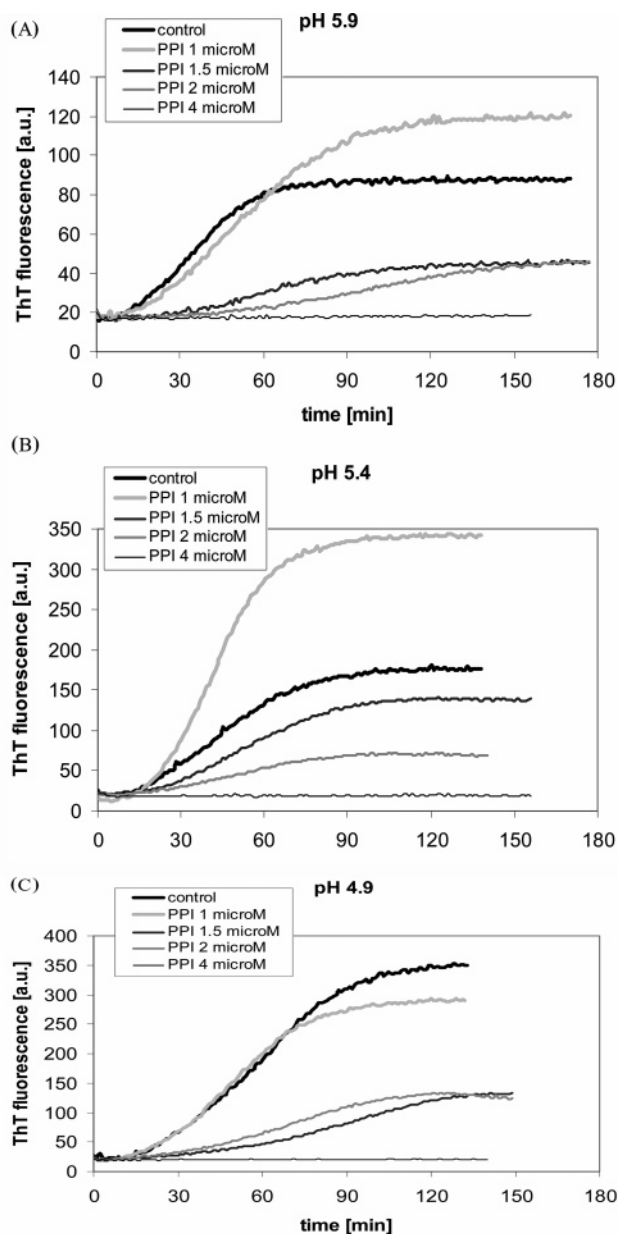 (A)
pH 5.9
control
PPI 1 microM
PPI 1.5 microM
PPI 2 microM
PPI 4 microM
ThT fluorescence [a.u.]
140
120
100
80
60
40
20
0
0 30 60 90 120 150 180
time [min]
(B)
pH 5.4
control
PPI 1 microM
PPI 1.5 microM
PPI 2 microM
PPI 4 microM
ThT fluorescence [a.u.]
350
300
250
200
150
100
50
0
0 30 60 90 120 150 180
time [min]
(C)
pH 4.9
control
PPI 1 microM
PPI 1.5 microM
PPI 2 microM
PPI 4 microM
ThT fluorescence [a.u.]
400
350
300
250
200
150
100
50
0
0 30 60 90 120 150 180
time [min]